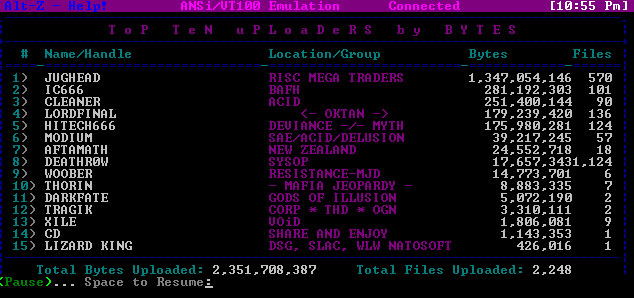 Alt-Z - Help! ANSi/VT100 Emulation Connected [10:55 Pm]
ToP TeN uPLoaDeRS by BYTES
# Name/Handle Location/Group Bytes Files
1) JUGHEAD RISC MEGA TRADERS 1,347,054,146 570
2) IC666 BAFH 281,192,303 101
3) CLEANER ACID 251,400,144 90
4) LORDFINAL <- OKTAN -> 179,239,420 136
5) HITECH666 DEVIANCE -/- MYTH 175,980,281 124
6) MODIUM SAE/ACID/DELUSION 39,217,245 57
7) AFTAMATH NEW ZEALAND 24,552,718 18
8) DEATHR0W SYSOP 17,657,3431,124
9) WOOBER RESISTANCE-MJD 14,773,701 6
10) THORIN - MAFIA JEOPARDY - 8,883,335 7
11) DARKFATE GODS OF ILLUSION 5,072,190 2
12) TRAGIK CORP * THD * OGN 3,310,111 2
13) XILE VOiD 1,806,081 9
14) CD SHARE AND ENJOY 1,143,353 1
15) LIZARD KING DSG, SLAC, WLW NATOSOFT 426,016 1
Total Bytes Uploaded: 2,351,708,387 Total Files Uploaded: 2,248
(Pause)... Space to Resume: